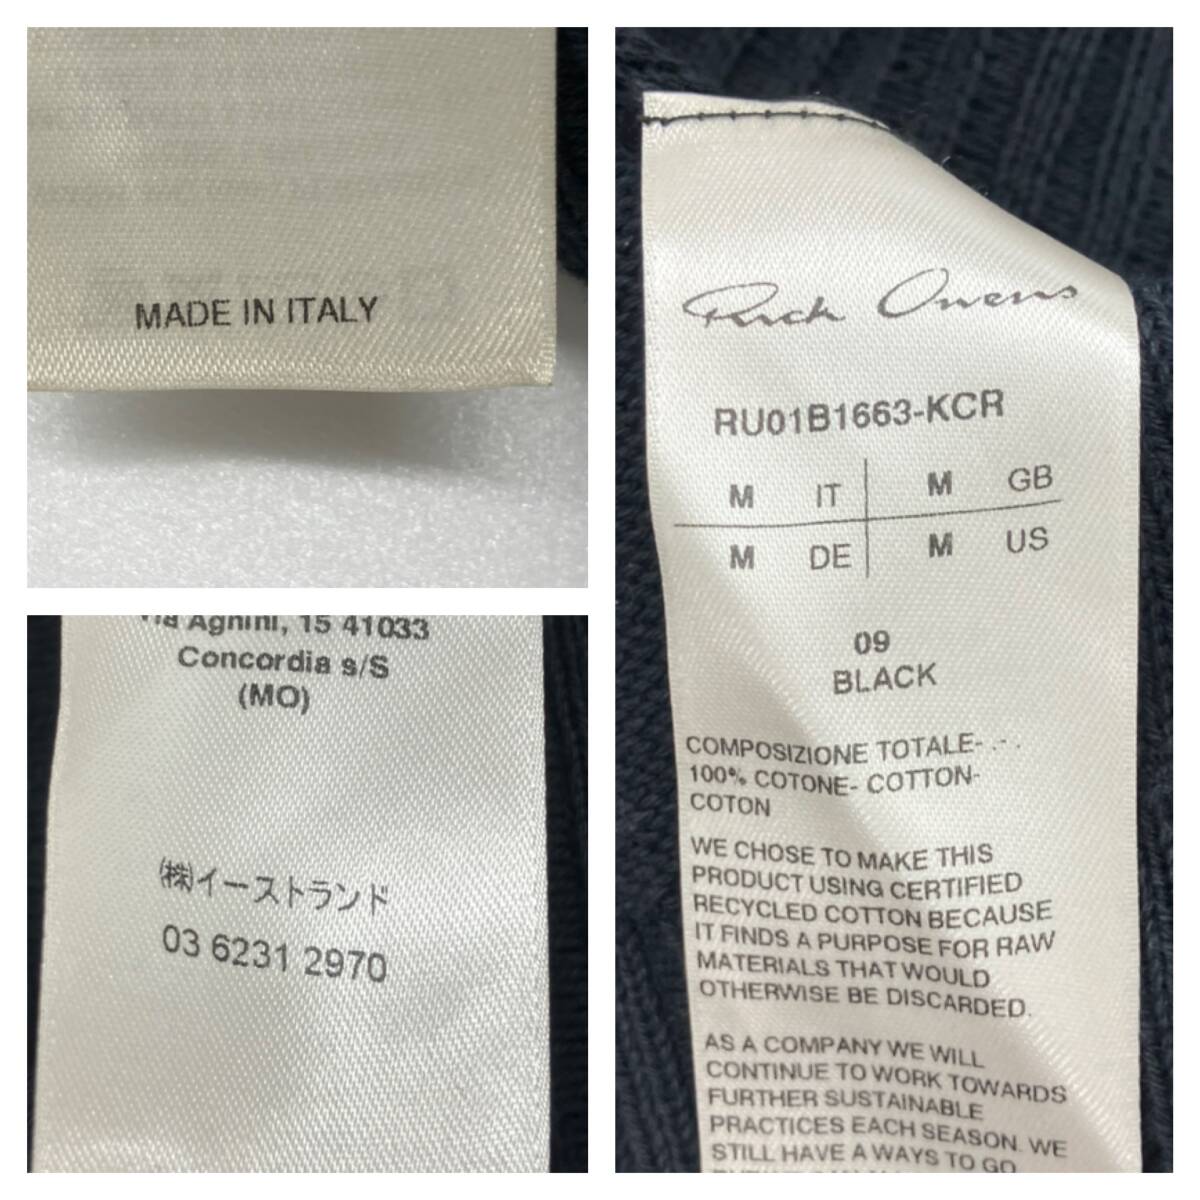 MADE IN ITALY
Via Agnini, 15 41033
Concordia s/S
(MO)
㈱イーストランド
03 6231 2970
Rick Owens
RU01B1663-KCR
M IT M GB
M DE M US
09
BLACK
COMPOSIZIONE TOTALE- .-.
100% COTONE- COTTON-
COTON
WE CHOSE TO MAKE THIS
PRODUCT USING CERTIFIED
RECYCLED COTTON BECAUSE
IT FINDS A PURPOSE FOR RAW
MATERIALS THAT WOULD
OTHERWISE BE DISCARDED.
AS A COMPANY WE WILL
CONTINUE TO WORK TOWARDS
FURTHER SUSTAINABLE
PRACTICES EACH SEASON. WE
STILL HAVE A WAYS TO GO